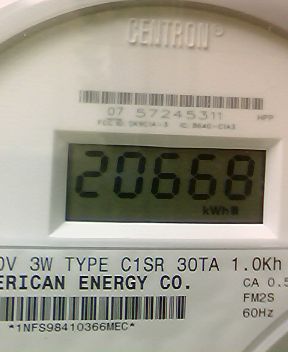 CENTRON®
07 57245311 HPP
20668
kWh
0V 3W TYPE C1SR 30TA 1.0Kh
ERICAN ENERGY CO.
CA 0.5
FM2S
60Hz
*1NFS98410366MEC*